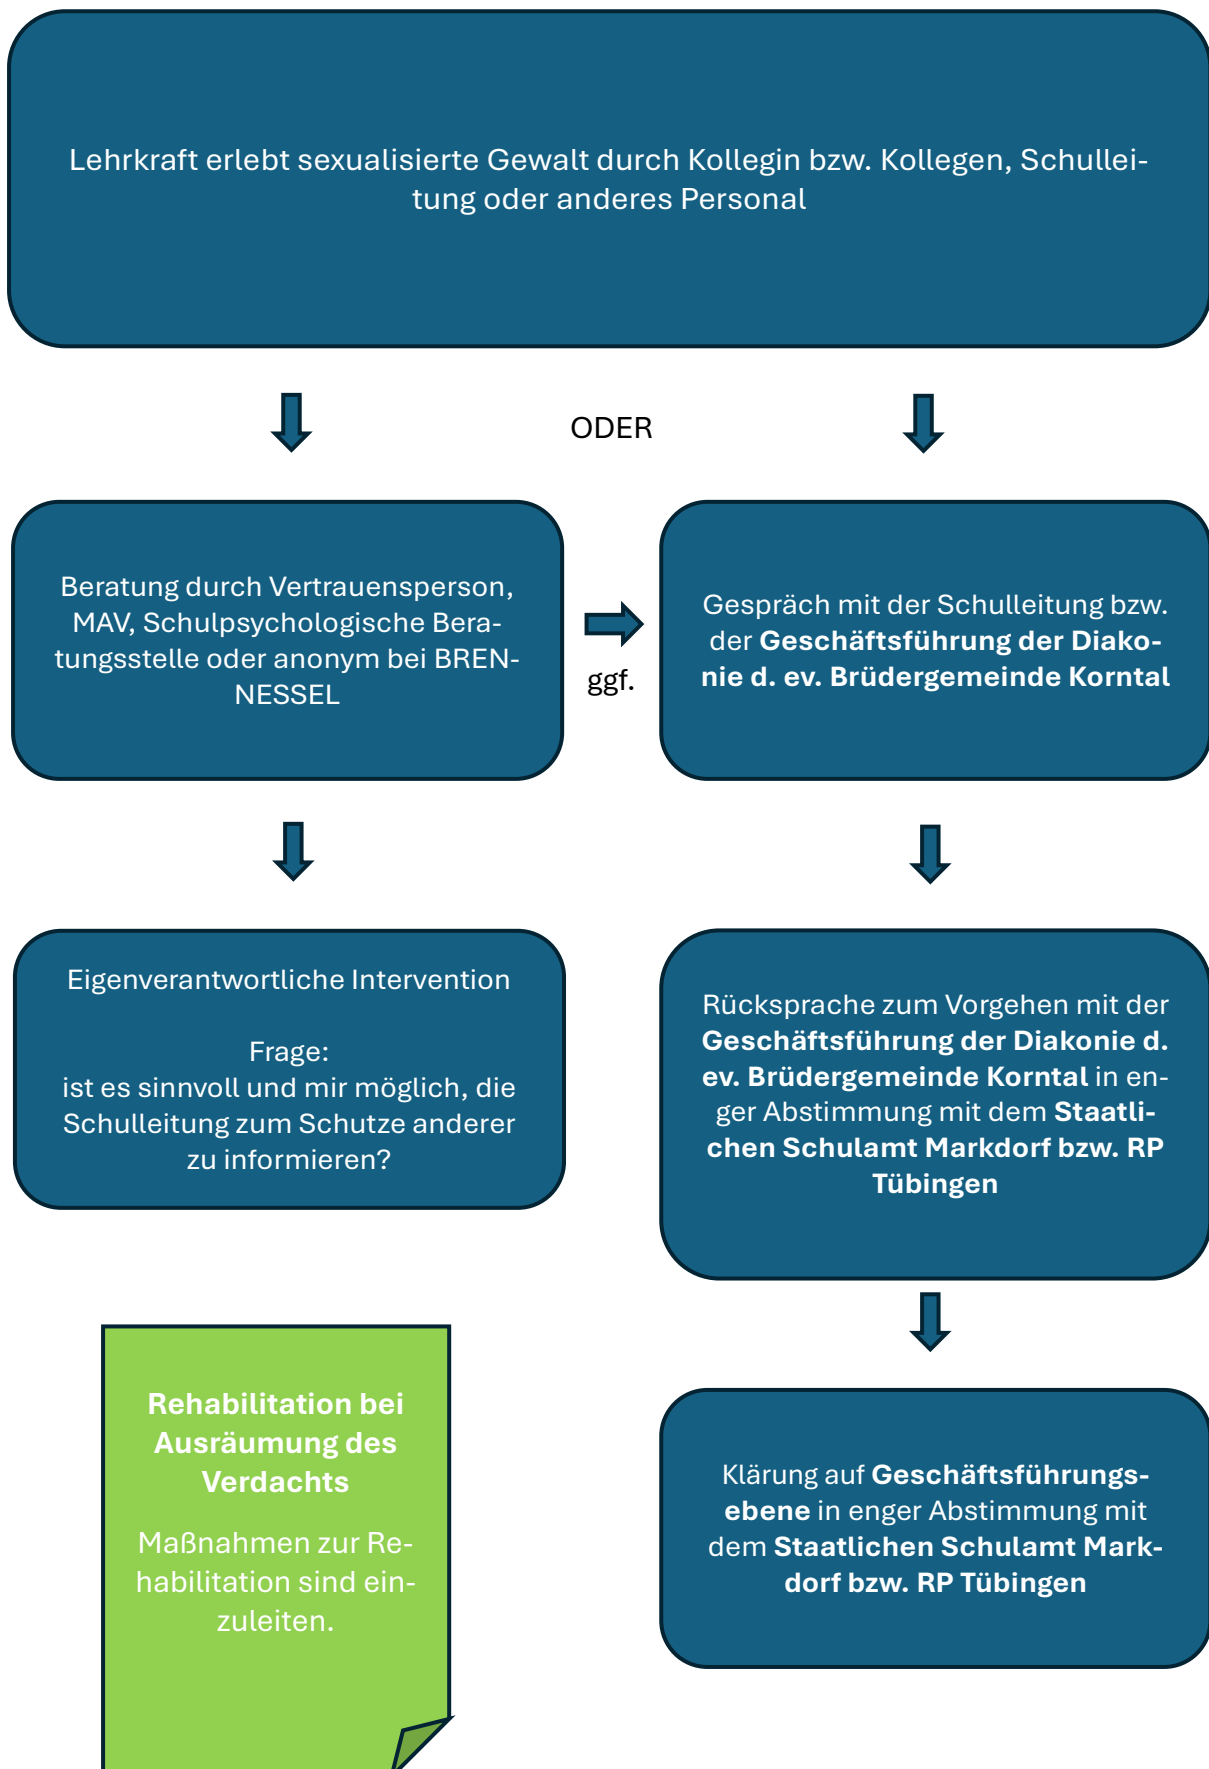 Lehrkraft erlebt sexualisierte Gewalt durch Kollegin bzw. Kollegen, Schullei-
tung oder anderes Personal
ODER
Beratung durch Vertrauensperson,
MAV, Schulpsychologische Bera-
tungsstelle oder anonym bei BREN-
NESSEL
ggf.
Gespräch mit der Schulleitung bzw.
der Geschäftsführung der Diako-
nie d. ev. Brüdergemeinde Korntal
Eigenverantwortliche Intervention
Frage:
ist es sinnvoll und mir möglich, die
Schulleitung zum Schutze anderer
zu informieren?
Rücksprache zum Vorgehen mit der
Geschäftsführung der Diakonie d.
ev. Brüdergemeinde Korntal in en-
ger Abstimmung mit dem Staatli-
chen Schulamt Markdorf bzw. RP
Tübingen
Rehabilitation bei
Ausräumung des
Verdachts
Maßnahmen zur Re-
habilitation sind ein-
zuleiten.
Klärung auf Geschäftsführungs-
ebene in enger Abstimmung mit
dem Staatlichen Schulamt Mark-
dorf bzw. RP Tübingen